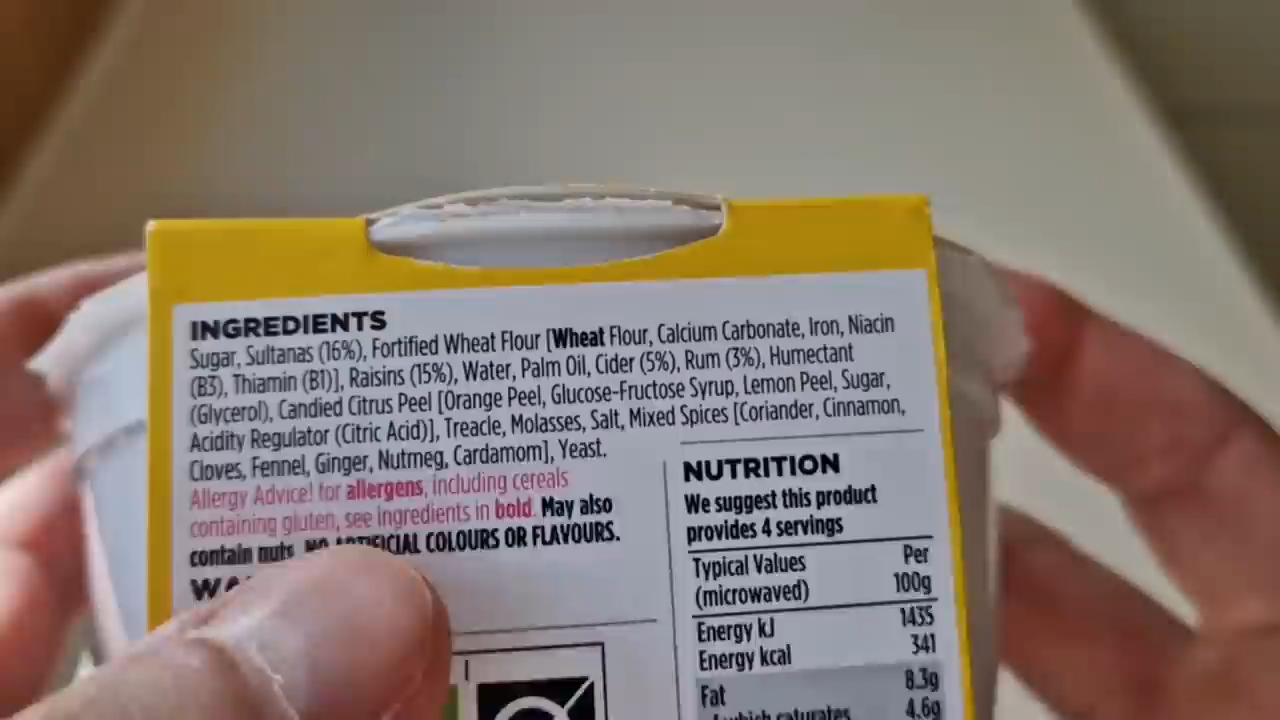 INGREDIENTS
Sugar, Sultanas (16%), Fortified Wheat Flour [Wheat Flour, Calcium Carbonate, Iron, Niacin
(B3), Thiamin (B1)], Raisins (15%), Water, Palm Oil, Cider (5%), Rum (3%), Humectant
(Glycerol), Candied Citrus Peel [Orange Peel, Glucose-Fructose Syrup, Lemon Peel, Sugar,
Acidity Regulator (Citric Acid)], Treacle, Molasses, Salt, Mixed Spices [Coriander, Cinnamon,
Cloves, Fennel, Ginger, Nutmeg, Cardamom], Yeast.
Allergy Advice! for allergens, including cereals
containing gluten, see ingredients in bold. May also
contain nuts NO ARTIFICIAL COLOURS OR FLAVOURS.
NUTRITION
We suggest this product
provides 4 servings
Typical Values Per
(microwaved) 100g
Energy kJ 1435
Energy kcal 341
Fat 8.3g
which saturates 4.6g